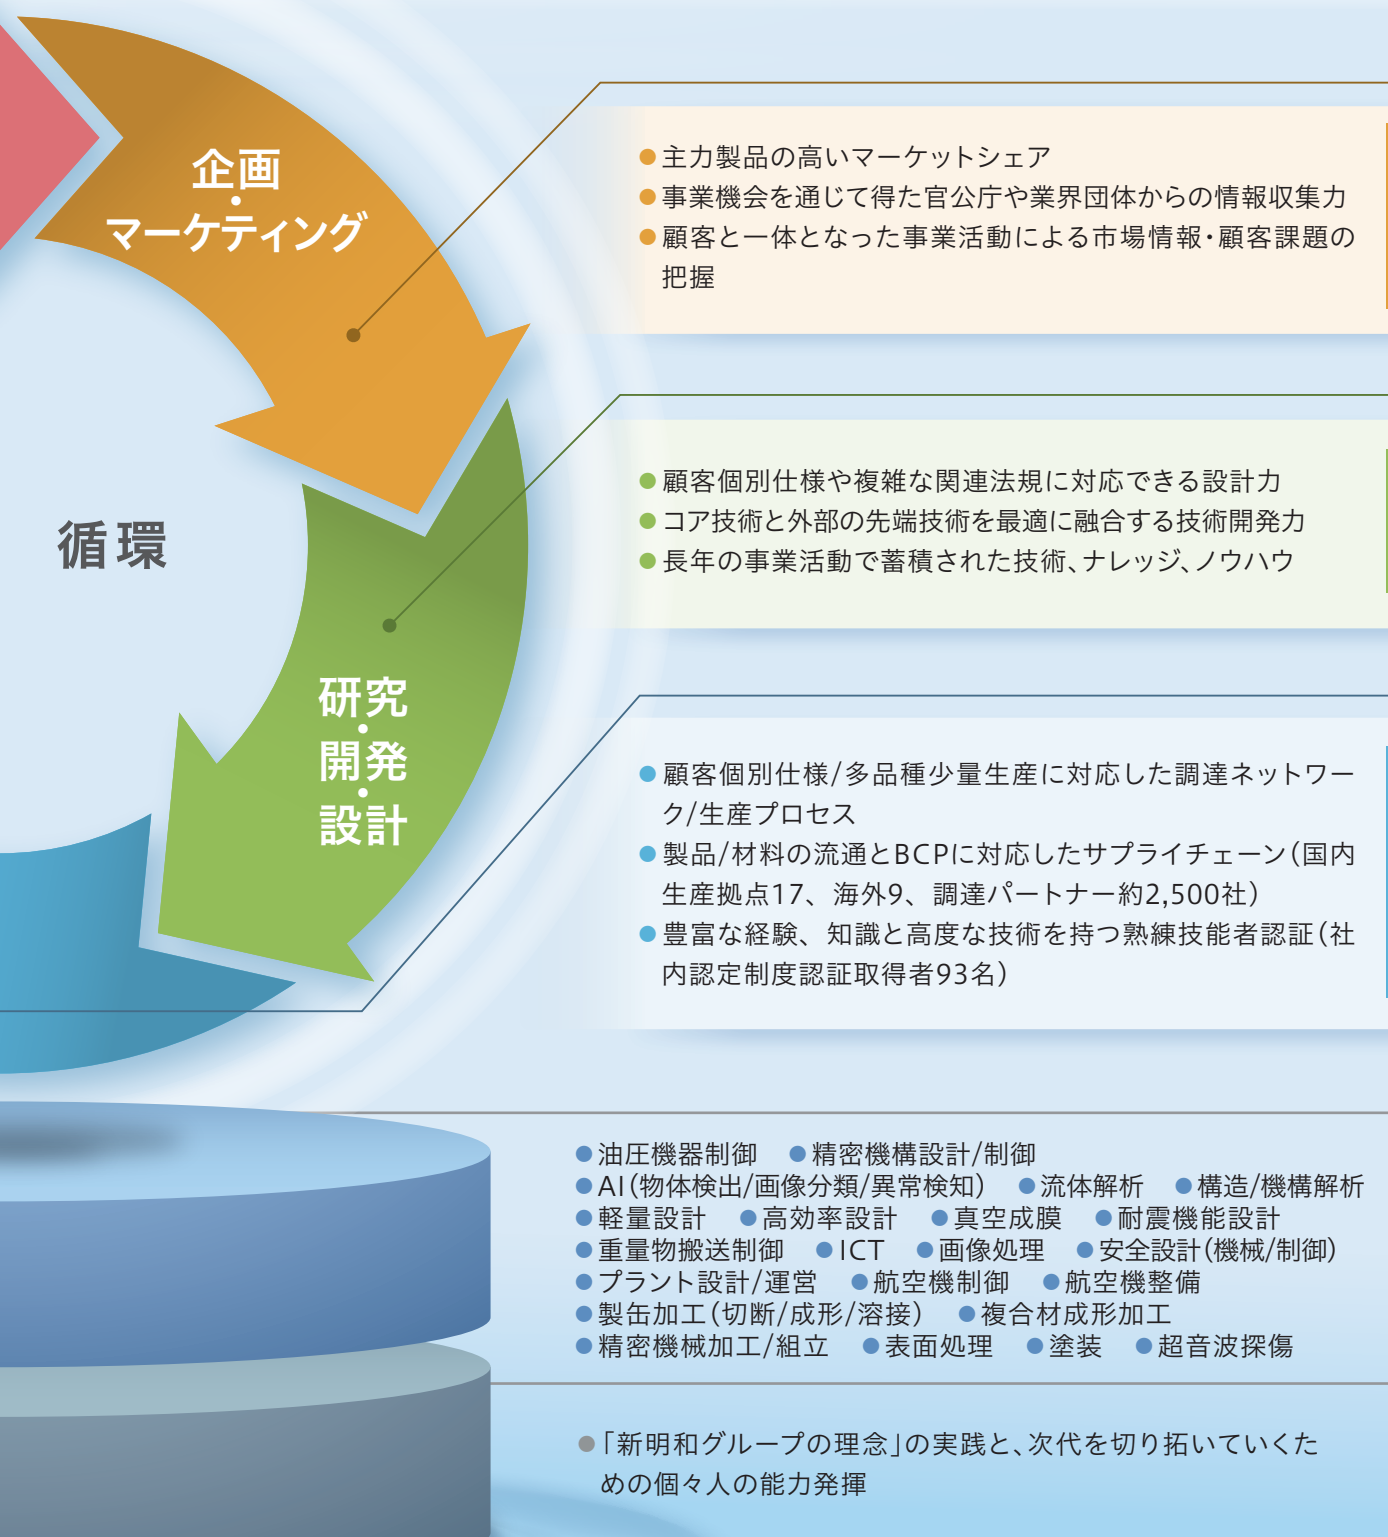 企画
・
マーケティング
●主力製品の高いマーケットシェア
●事業機会を通じて得た官公庁や業界団体からの情報収集力
●顧客と一体となった事業活動による市場情報・顧客課題の
把握
循環
●顧客個別仕様や複雑な関連法規に対応できる設計力
●コア技術と外部の先端技術を最適に融合する技術開発力
●長年の事業活動で蓄積された技術、ナレッジ、ノウハウ
研究
・
開発
・
設計
●顧客個別仕様/多品種少量生産に対応した調達ネットワー
ク/生産プロセス
●製品/材料の流通とBCPに対応したサプライチェーン(国内
生産拠点17、海外9、調達パートナー約2,500社)
●豊富な経験、知識と高度な技術を持つ熟練技能者認証(社
内認定制度認証取得者93名)
●油圧機器制御 ●精密機構設計/制御
●AI(物体検出/画像分類/異常検知) ●流体解析 ●構造/機構解析
●軽量設計 ●高効率設計 ●真空成膜 ●耐震機能設計
●重量物搬送制御 ●ICT ●画像処理 ●安全設計(機械/制御)
●プラント設計/運営 ●航空機制御 ●航空機整備
●製缶加工(切断/成形/溶接) ●複合材成形加工
●精密機械加工/組立 ●表面処理 ●塗装 ●超音波探傷
●「新明和グループの理念」の実践と、次代を切り拓いていくた
めの個々人の能力発揮